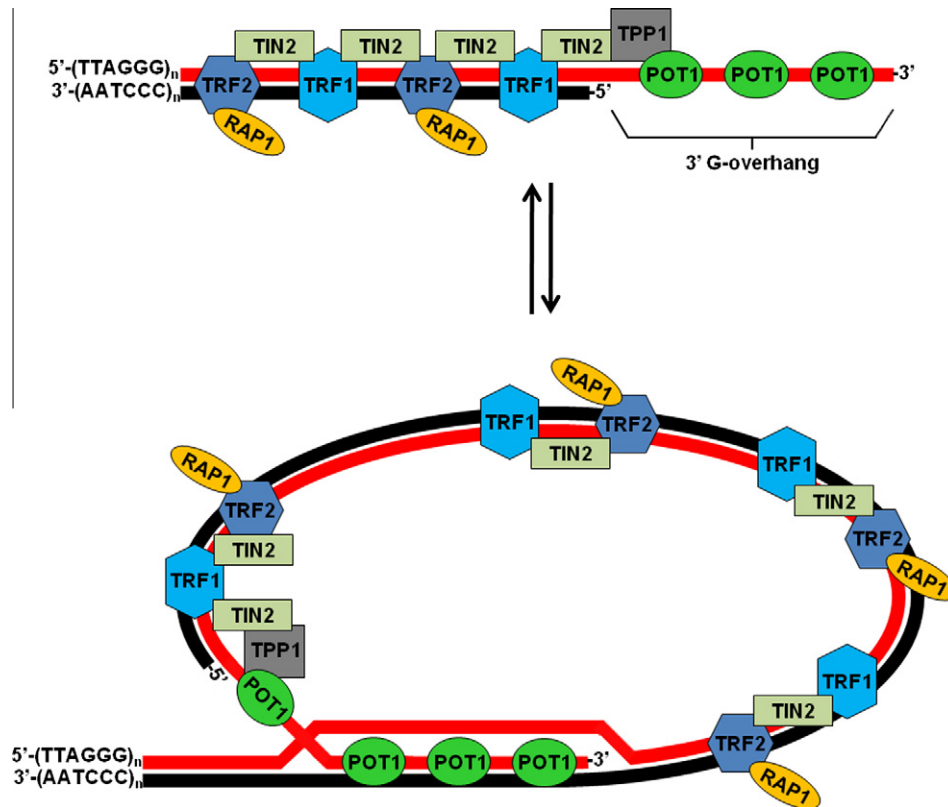 TIN2 TIN2 TIN2 TIN2 TPP1
5'-(TTAGGG)n TRF2 TRF1 TRF2 TRF1 POT1 POT1 POT1 -3'
3'-(AATCCC)n -5'
RAP1 RAP1
3' G-overhang
RAP1
TRF1 TRF2
TIN2
TRF1
RAP1
TIN2
TRF2
TRF2
TIN2
RAP1
TRF1
TIN2
TPP1
-5'
TRF1
POT1
TIN2
TRF2
5'-(TTAGGG)n -3'
3'-(AATCCC)n POT1 POT1 POT1
RAP1